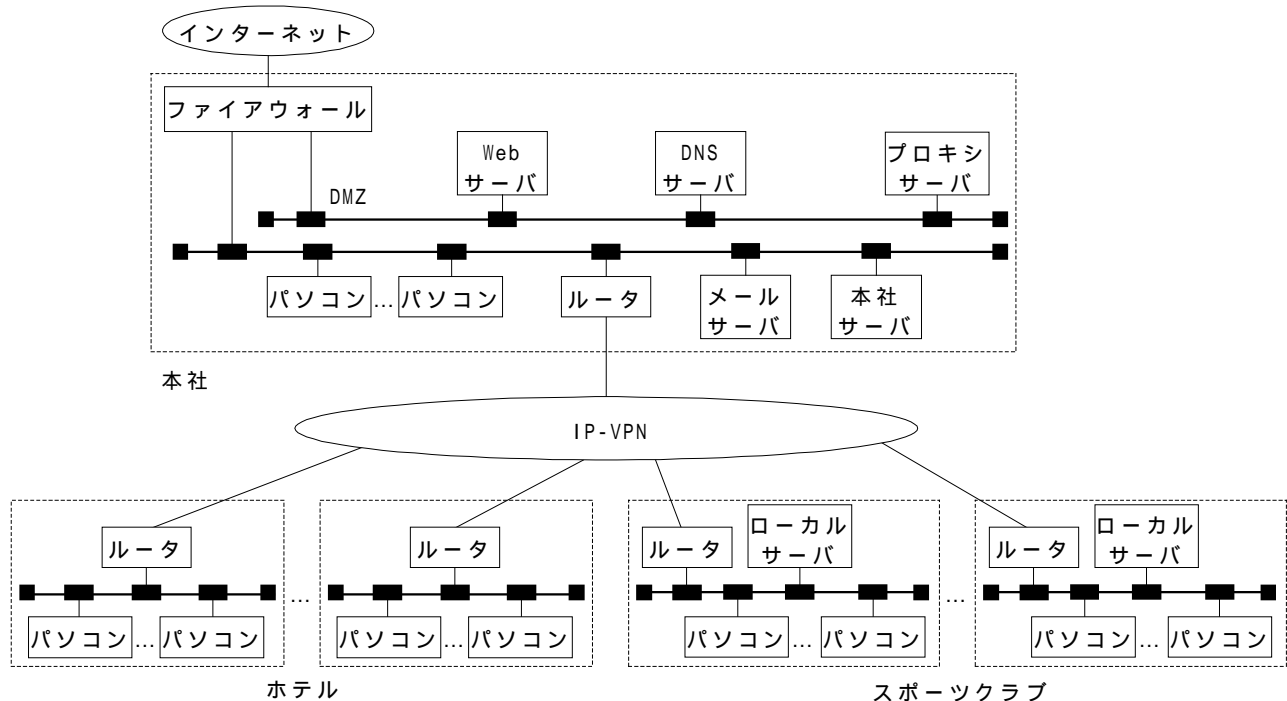 インターネット
ファイアウォール
Web
サーバ
DNS
サーバ
プロキシ
サーバ
DMZ
パソコン…パソコン
ルータ
メール
サーバ
本社
サーバ
本社
IP-VPN
ルータ
ルータ
ルータ
ローカル
サーバ
ルータ
ローカル
サーバ
…
…
パソコン…パソコン
パソコン…パソコン
パソコン…パソコン
パソコン…パソコン
ホテル
スポーツクラブ